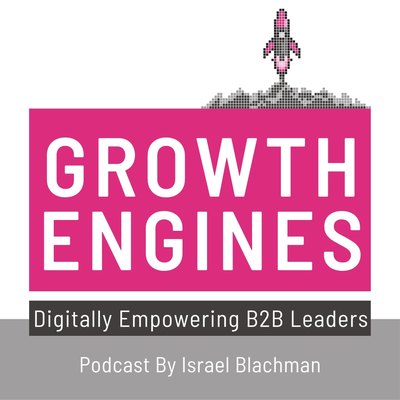 GROWTH
ENGINES
Digitally Empowering B2B Leaders
Podcast By Israel Blachman